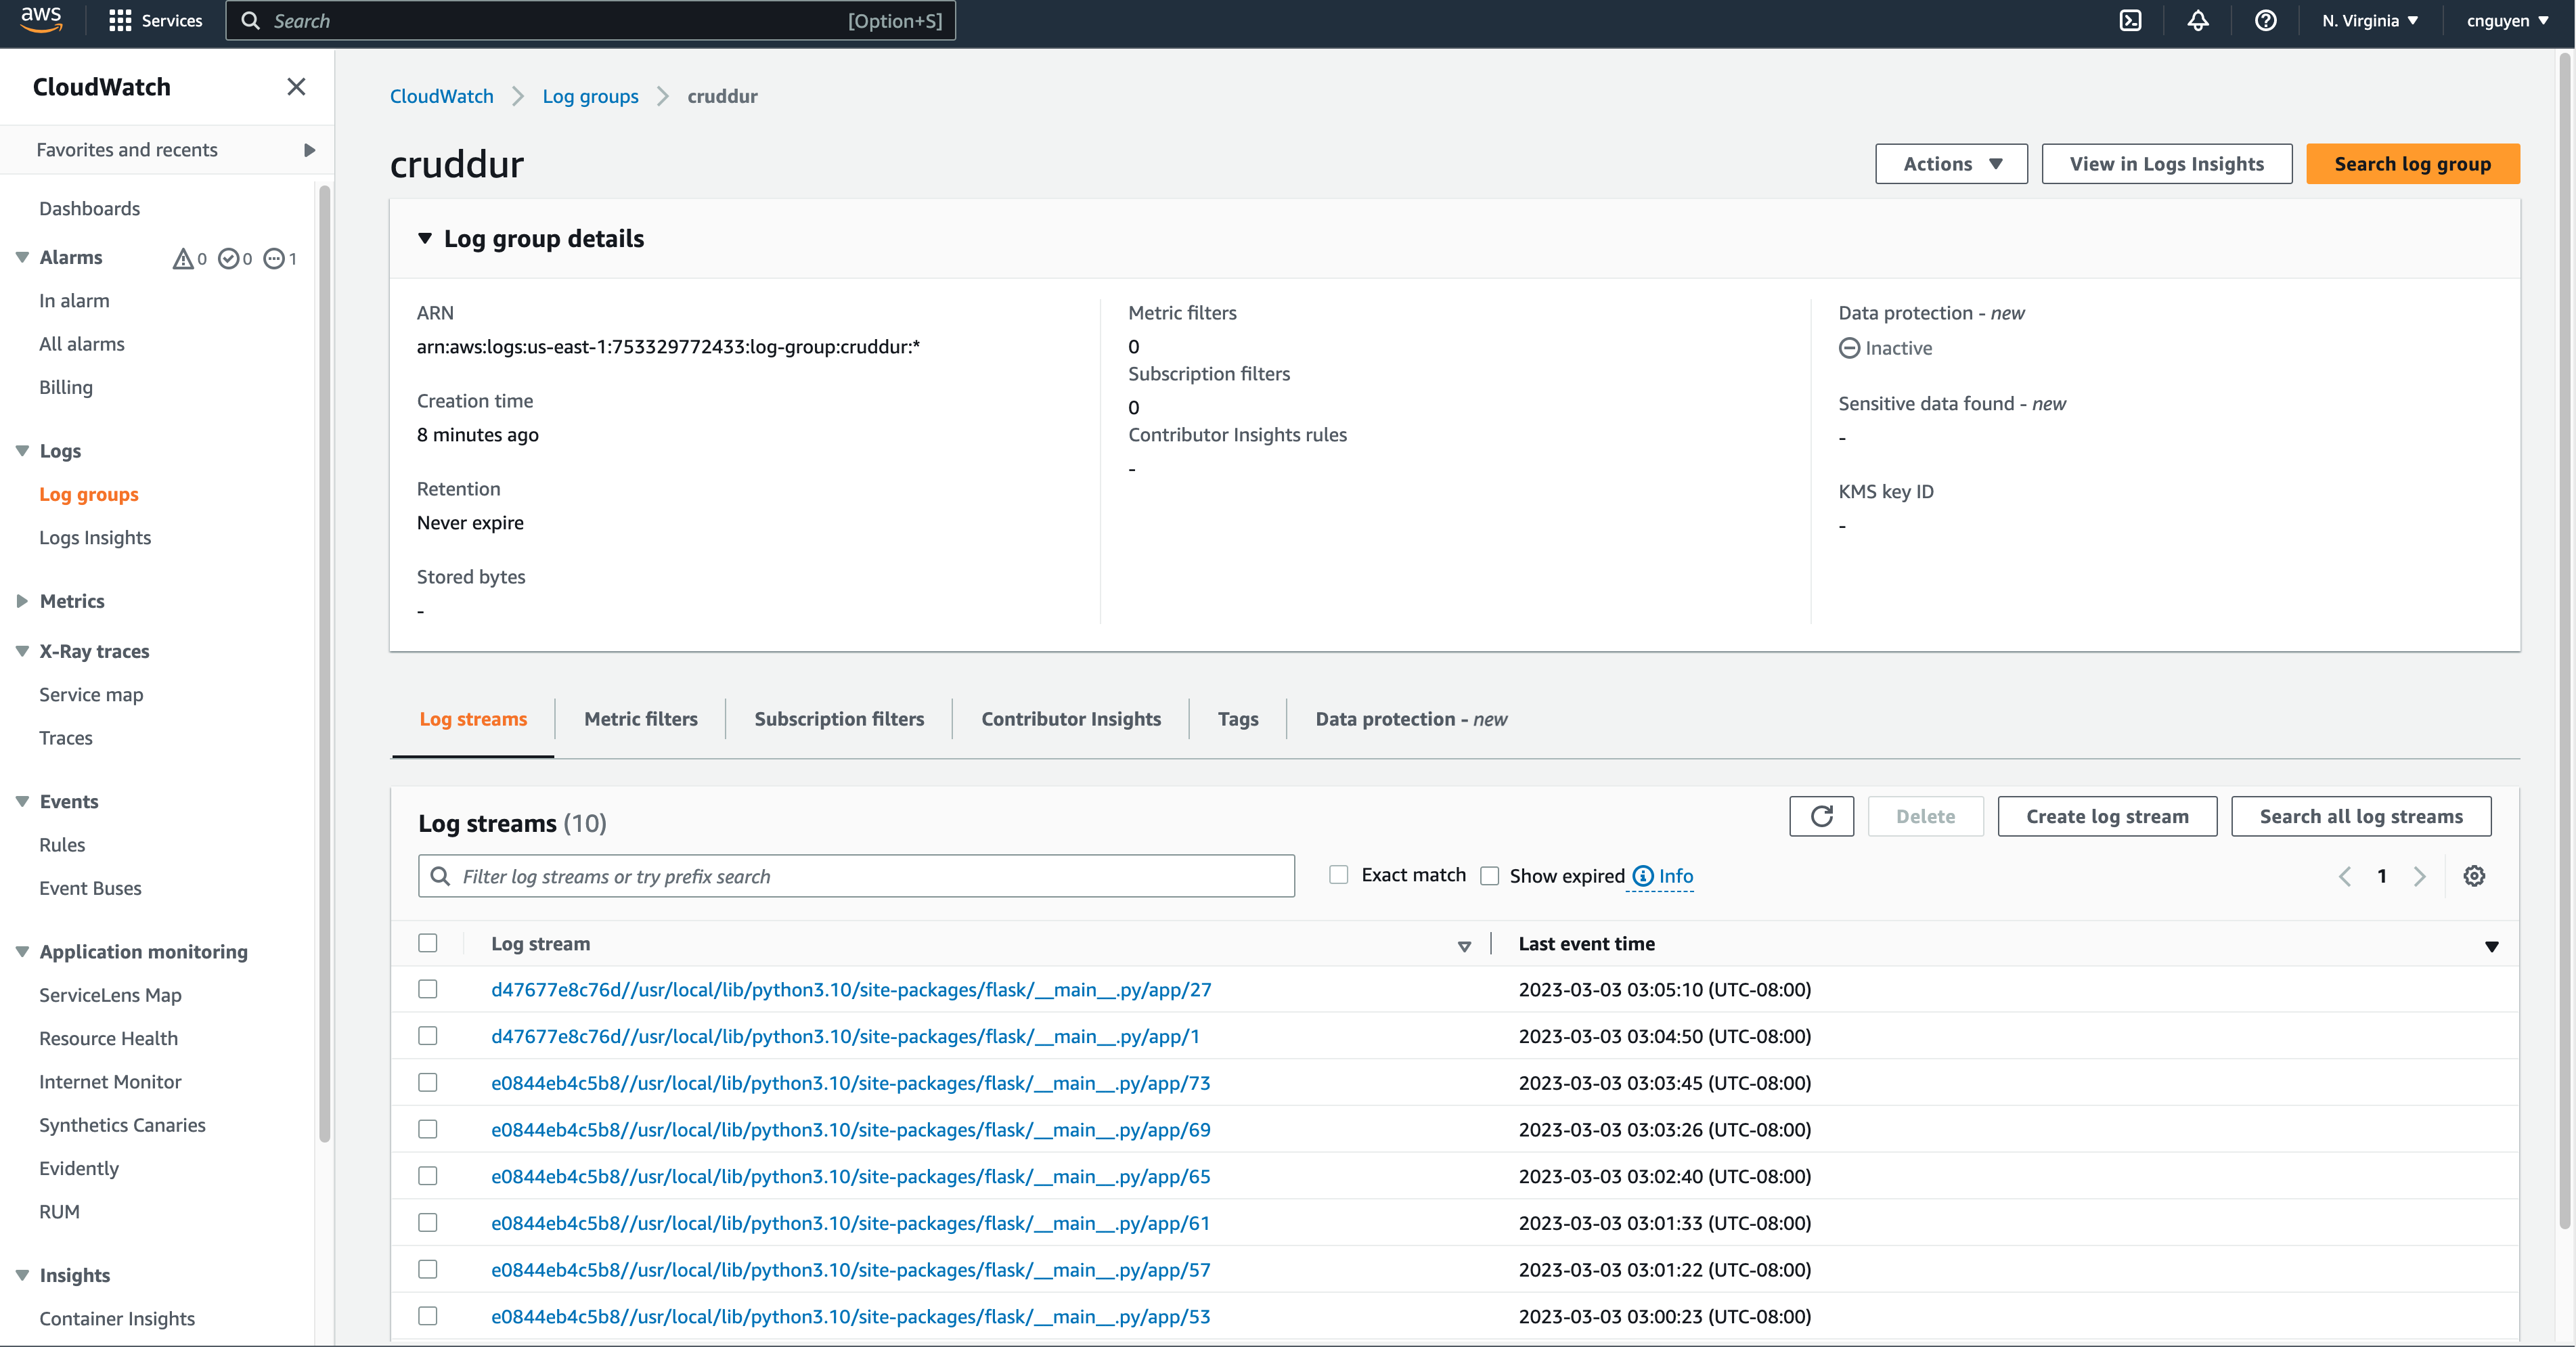 aws
Services
Search
[Option+S]
N. Virginia
cnguyen
CloudWatch
Favorites and recents
Dashboards
Alarms
0
0
1
In alarm
All alarms
Billing
Logs
Log groups
Logs Insights
Metrics
X-Ray traces
Service map
Traces
Events
Rules
Event Buses
Application monitoring
ServiceLens Map
Resource Health
Internet Monitor
Synthetics Canaries
Evidently
RUM
Insights
Container Insights
CloudWatch
Log groups
cruddur
cruddur
Actions
View in Logs Insights
Search log group
Log group details
ARN
arn:aws:logs:us-east-1:753329772433:log-group:cruddur:*
Creation time
8 minutes ago
Retention
Never expire
Stored bytes
-
Metric filters
0
Subscription filters
0
Contributor Insights rules
-
Data protection - new
Inactive
Sensitive data found - new
-
KMS key ID
-
Log streams
Metric filters
Subscription filters
Contributor Insights
Tags
Data protection - new
Log streams (10)
Delete
Create log stream
Search all log streams
Filter log streams or try prefix search
Exact match
Show expired
Info
1
Log stream
Last event time
d47677e8c76d//usr/local/lib/python3.10/site-packages/flask/__main__.py/app/27
2023-03-03 03:05:10 (UTC-08:00)
d47677e8c76d//usr/local/lib/python3.10/site-packages/flask/__main__.py/app/1
2023-03-03 03:04:50 (UTC-08:00)
e0844eb4c5b8//usr/local/lib/python3.10/site-packages/flask/__main__.py/app/73
2023-03-03 03:03:45 (UTC-08:00)
e0844eb4c5b8//usr/local/lib/python3.10/site-packages/flask/__main__.py/app/69
2023-03-03 03:03:26 (UTC-08:00)
e0844eb4c5b8//usr/local/lib/python3.10/site-packages/flask/__main__.py/app/65
2023-03-03 03:02:40 (UTC-08:00)
e0844eb4c5b8//usr/local/lib/python3.10/site-packages/flask/__main__.py/app/61
2023-03-03 03:01:33 (UTC-08:00)
e0844eb4c5b8//usr/local/lib/python3.10/site-packages/flask/__main__.py/app/57
2023-03-03 03:01:22 (UTC-08:00)
e0844eb4c5b8//usr/local/lib/python3.10/site-packages/flask/__main__.py/app/53
2023-03-03 03:00:23 (UTC-08:00)